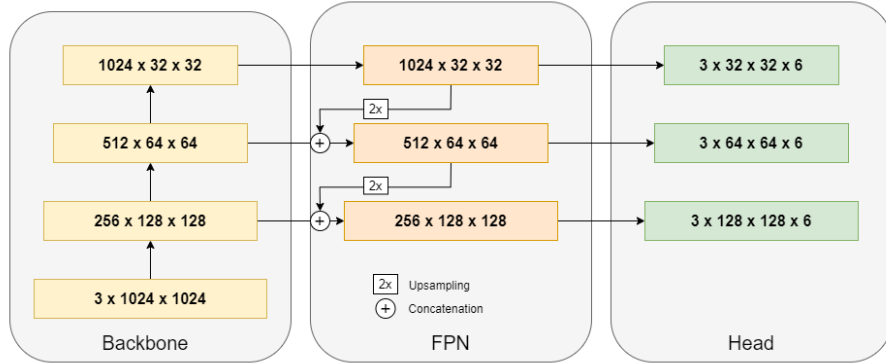 1024 x 32 x 32
1024 x 32 x 32
3 x 32 x 32 x 6
2x
512 x 64 x 64
+
512 x 64 x 64
3 x 64 x 64 x 6
2x
256 x 128 x 128
+
256 x 128 x 128
3 x 128 x 128 x 6
3 x 1024 x 1024
2x Upsampling
+ Concatenation
Backbone
FPN
Head